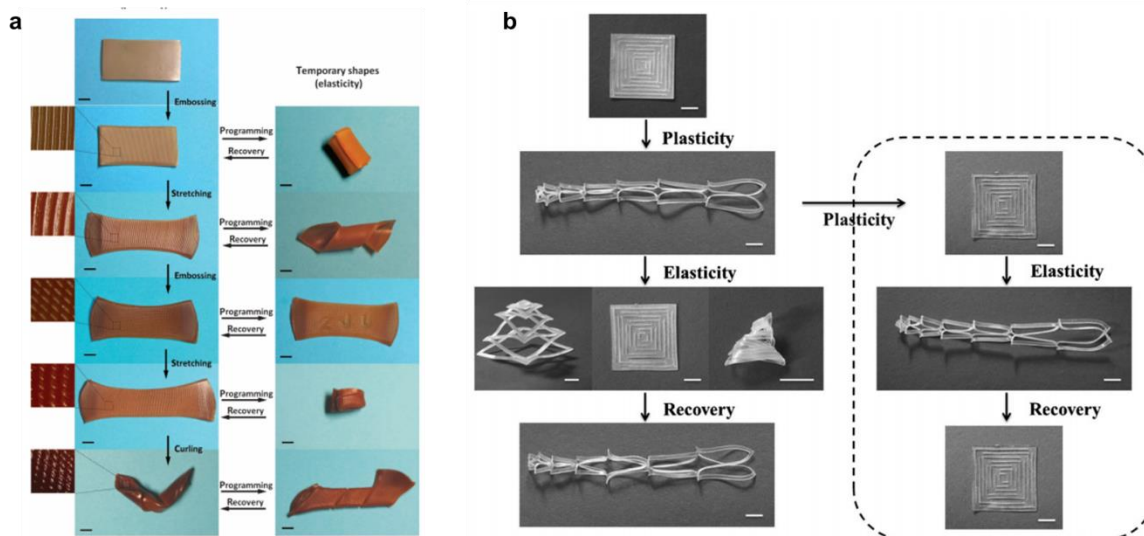 a
Temporary shapes
(elasticity)
Embossing
Programming
Recovery
Stretching
Programming
Recovery
Embossing
Programming
Recovery
ZJU
Stretching
Programming
Recovery
Curling
Programming
Recovery
b
Plasticity
Plasticity
Elasticity
Elasticity
Recovery
Recovery